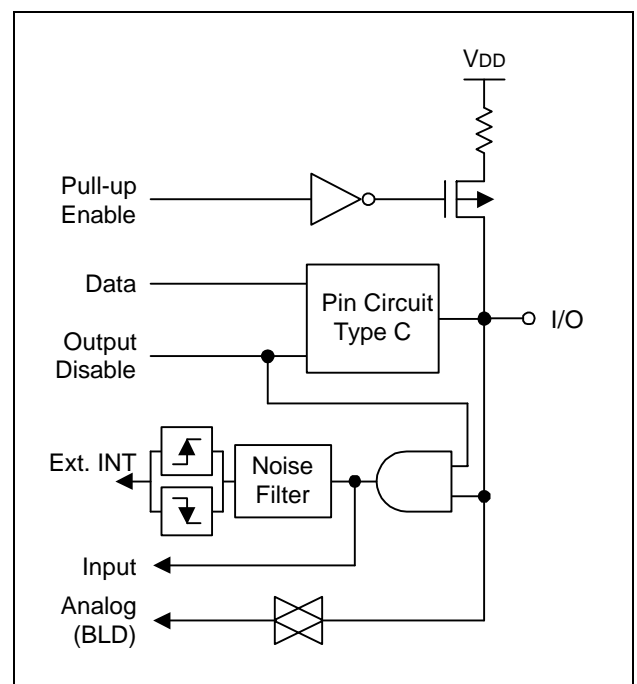 VDD
Pull-up
Enable
Data
Pin Circuit
Type C
I/O
Output
Disable
Ext. INT
Noise
Filter
Input
Analog
(BLD)